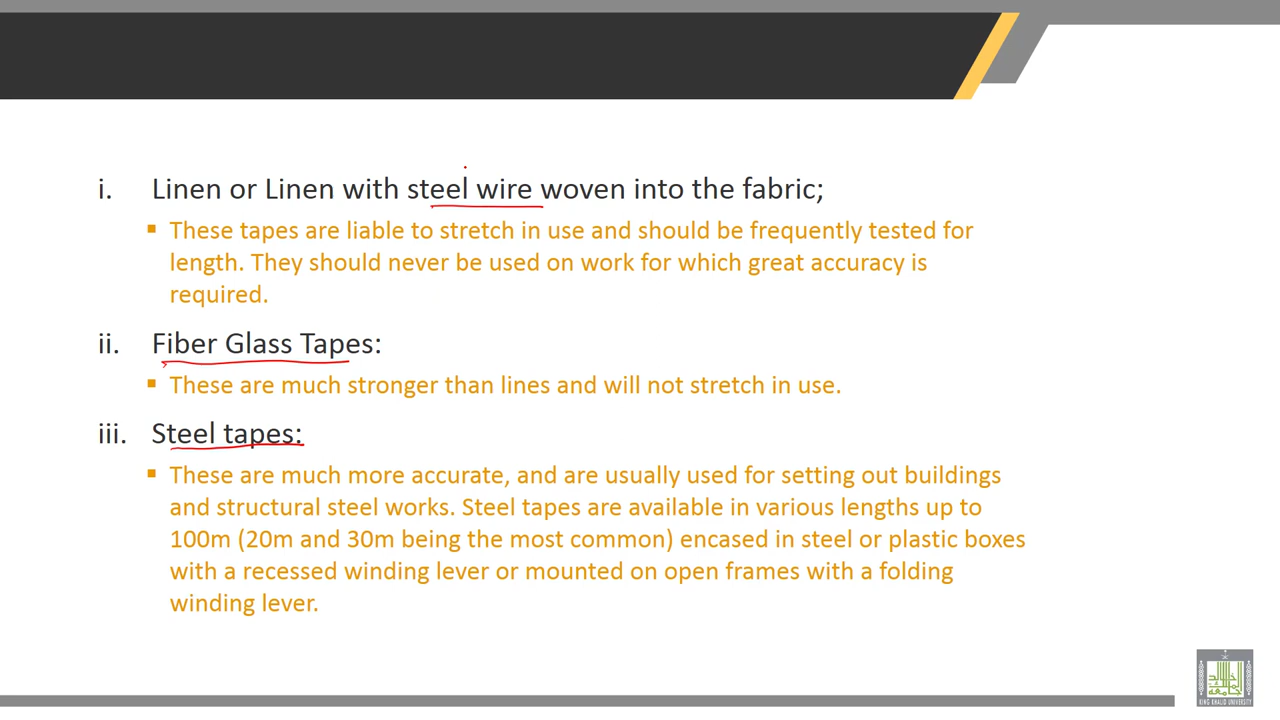 i. Linen or Linen with steel wire woven into the fabric;
▪ These tapes are liable to stretch in use and should be frequently tested for
length. They should never be used on work for which great accuracy is
required.
ii. Fiber Glass Tapes:
▪ These are much stronger than lines and will not stretch in use.
iii. Steel tapes:
▪ These are much more accurate, and are usually used for setting out buildings
and structural steel works. Steel tapes are available in various lengths up to
100m (20m and 30m being the most common) encased in steel or plastic boxes
with a recessed winding lever or mounted on open frames with a folding
winding lever.
KING KHALID UNIVERSITY